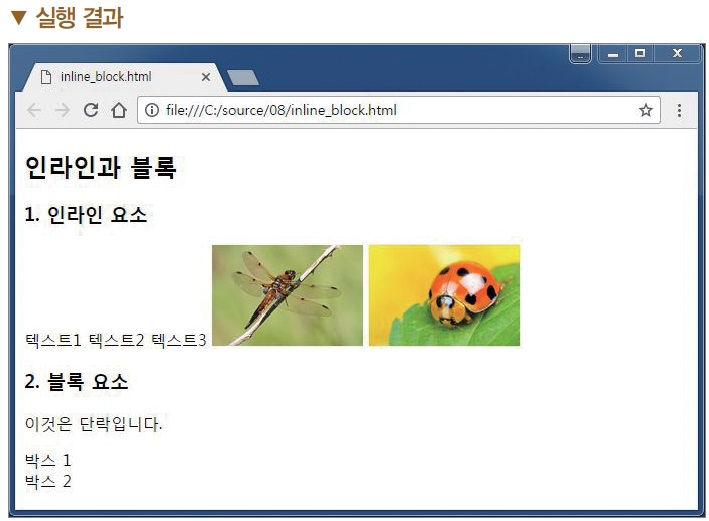 ▼ 실행 결과
inline_block.html
file:///C:/source/08/inline_block.html
인라인과 블록
1. 인라인 요소
텍스트1 텍스트2 텍스트3
2. 블록 요소
이것은 단락입니다.
박스 1
박스 2